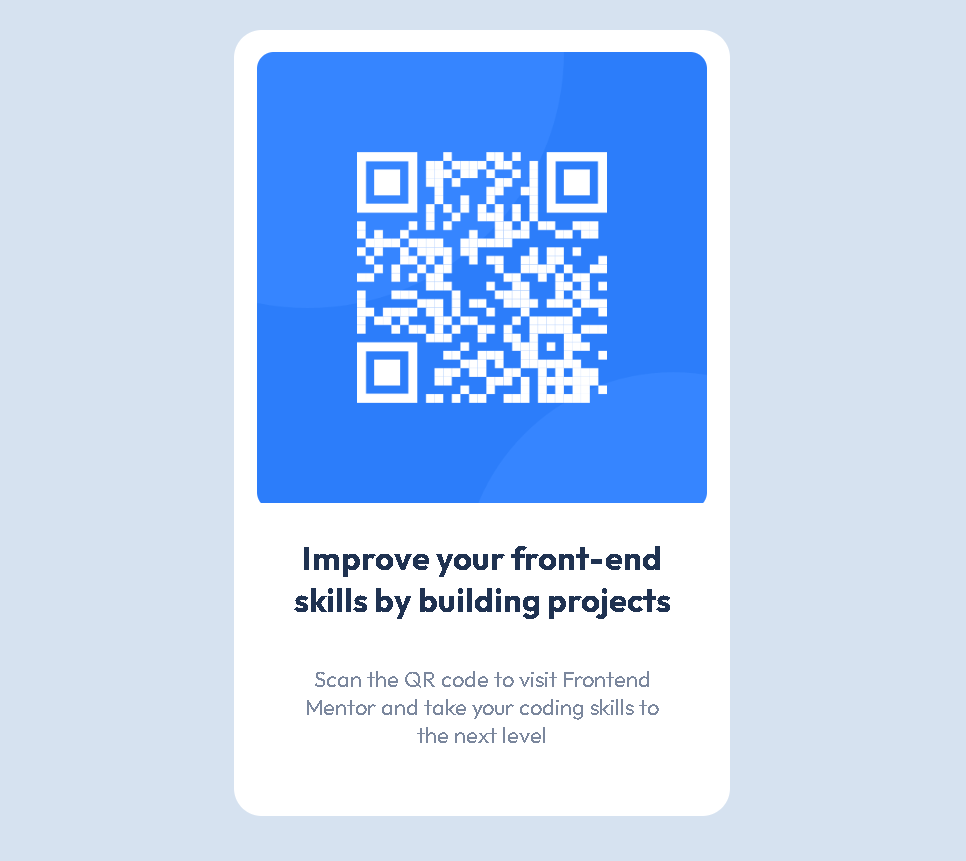 Improve your front-end
skills by building projects
Scan the QR code to visit Frontend
Mentor and take your coding skills to
the next level